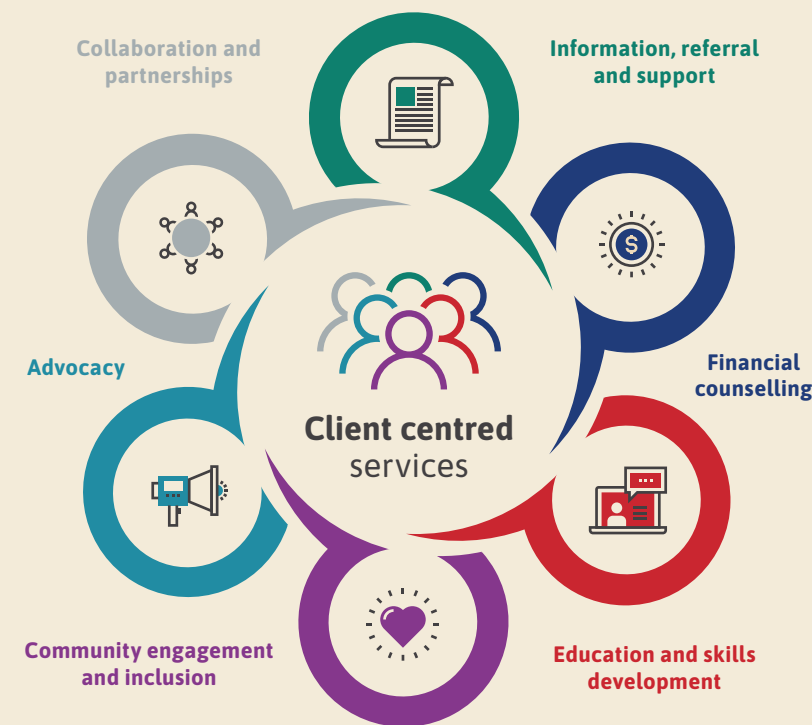 Collaboration and
partnerships
Information, referral
and support
$
Advocacy
Financial
counselling
Client centred
services
Community engagement
and inclusion
Education and skills
development